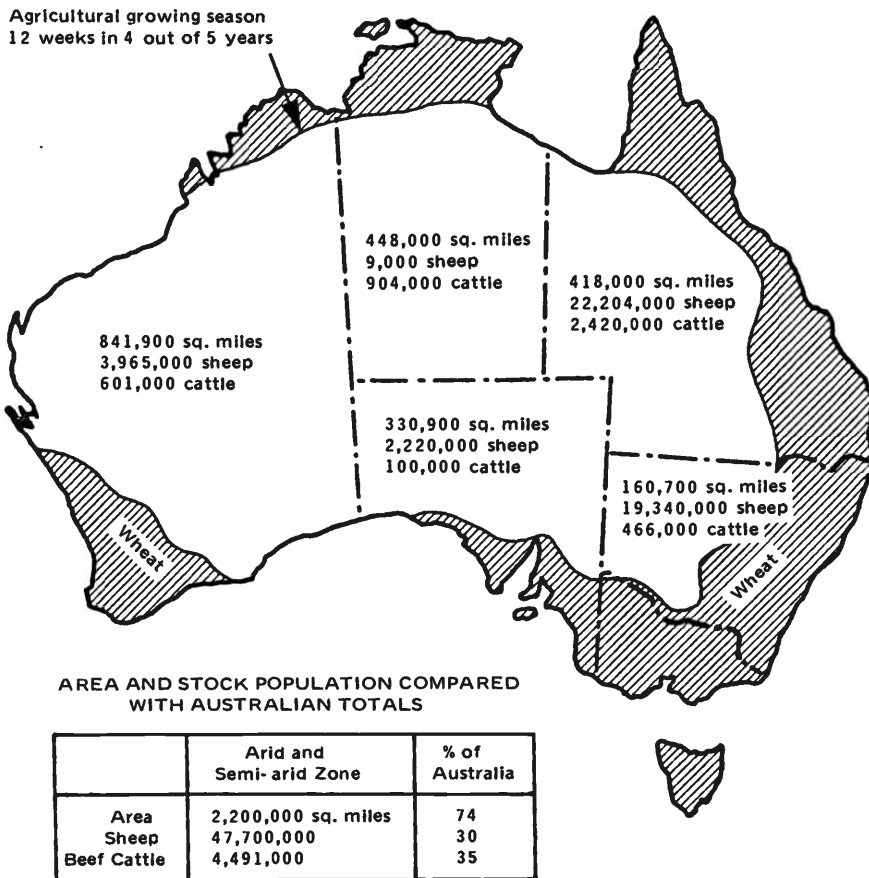 Agricultural growing season
12 weeks in 4 out of 5 years
448,000 sq. miles
9,000 sheep
904,000 cattle
418,000 sq. miles
22,204,000 sheep
2,420,000 cattle
841,900 sq. miles
3,965,000 sheep
601,000 cattle
330,900 sq. miles
2,220,000 sheep
100,000 cattle
160,700 sq. miles
19,340,000 sheep
466,000 cattle
Wheat
Wheat
AREA AND STOCK POPULATION COMPARED
WITH AUSTRALIAN TOTALS
Arid and % of
Semi-arid Zone Australia
Area 2,200,000 sq. miles 74
Sheep 47,700,000 30
Beef Cattle 4,491,000 35